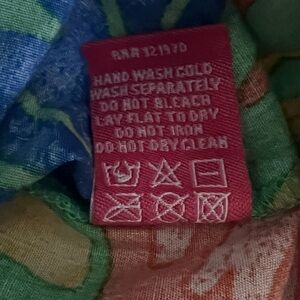 RN# 121970
HAND WASH COLD
WASH SEPARATELY
DO NOT BLEACH
LAY FLAT TO DRY
DO NOT IRON
DO NOT DRY CLEAN